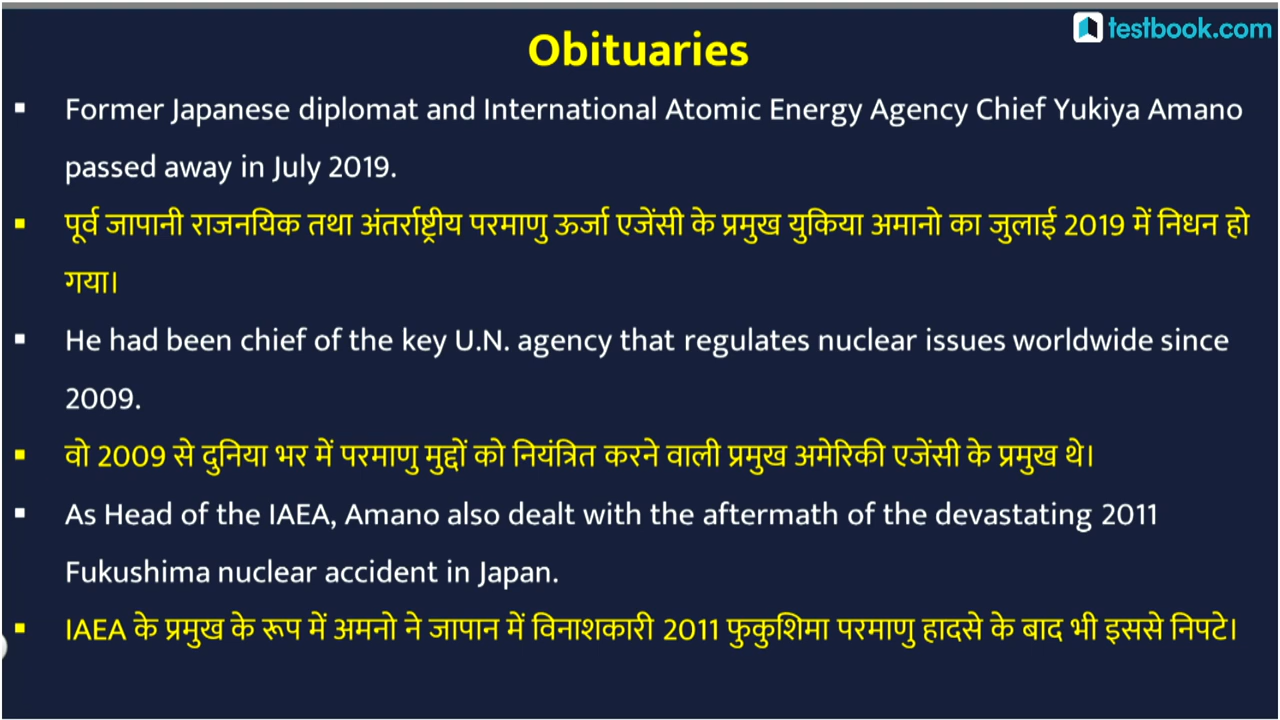 testbook.com
Obituaries
▪ Former Japanese diplomat and International Atomic Energy Agency Chief Yukiya Amano
passed away in July 2019.
▪ पूर्व जापानी राजनयिक तथा अंतर्राष्ट्रीय परमाणु ऊर्जा एजेंसी के प्रमुख युकिया अमानो का जुलाई 2019 में निधन हो
गया।
▪ He had been chief of the key U.N. agency that regulates nuclear issues worldwide since
2009.
▪ वो 2009 से दुनिया भर में परमाणु मुद्दों को नियंत्रित करने वाली प्रमुख अमेरिकी एजेंसी के प्रमुख थे।
▪ As Head of the IAEA, Amano also dealt with the aftermath of the devastating 2011
Fukushima nuclear accident in Japan.
▪ IAEA के प्रमुख के रूप में अमनो ने जापान में विनाशकारी 2011 फुकुशिमा परमाणु हादसे के बाद भी इससे निपटे।